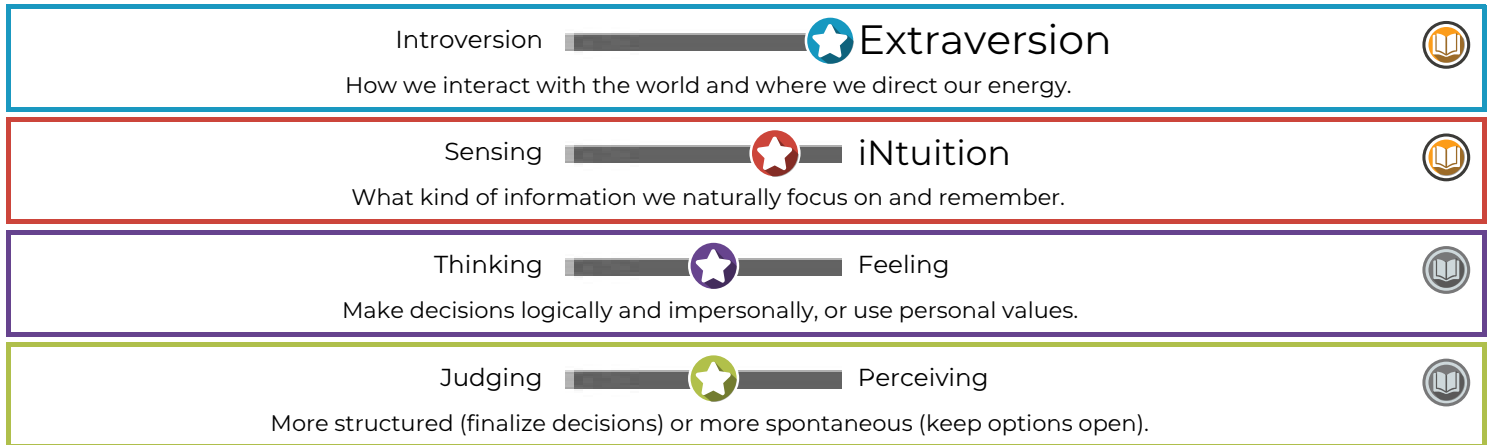 Introversion Extraversion
How we interact with the world and where we direct our energy.
Sensing iNtuition
What kind of information we naturally focus on and remember.
Thinking Feeling
Make decisions logically and impersonally, or use personal values.
Judging Perceiving
More structured (finalize decisions) or more spontaneous (keep options open).